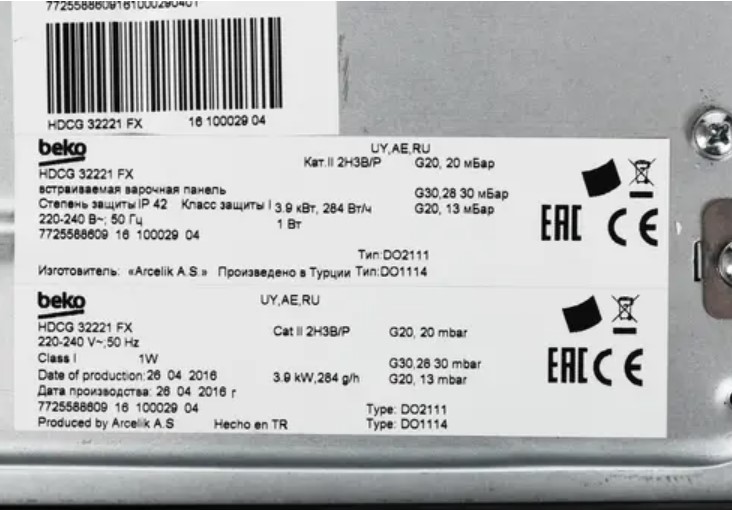 7725588609161000290401
HDCG 32221 FX 16 100029 04
beko
UY,AE,RU
HDCG 32221 FX
Кат.II 2H3B/P G20, 20 мБар
встраиваемая варочная панель
G30,28 30 мБар
Степень защиты IP 42 Класс защиты I 3.9 кВт, 284 Вт/ч G20, 13 мБар
220-240 В~; 50 Гц
1 Вт
7725588609 16 100029 04
Тип:DO2111
Изготовитель: «Arcelik A.S.» Произведено в Турции Тип:DO1114
EAC CE
beko
UY,AE,RU
HDCG 32221 FX
Cat II 2H3B/P G20, 20 mbar
220-240 V~;50 Hz
Class I 1W
G30,28 30 mbar
Date of production:26 04 2016 3.9 kW,284 g/h G20, 13 mbar
Дата производства: 26 04 2016 г
7725588609 16 100029 04 Type: DO2111
Produced by Arcelik A.S Hecho en TR Type: DO1114
EAC CE